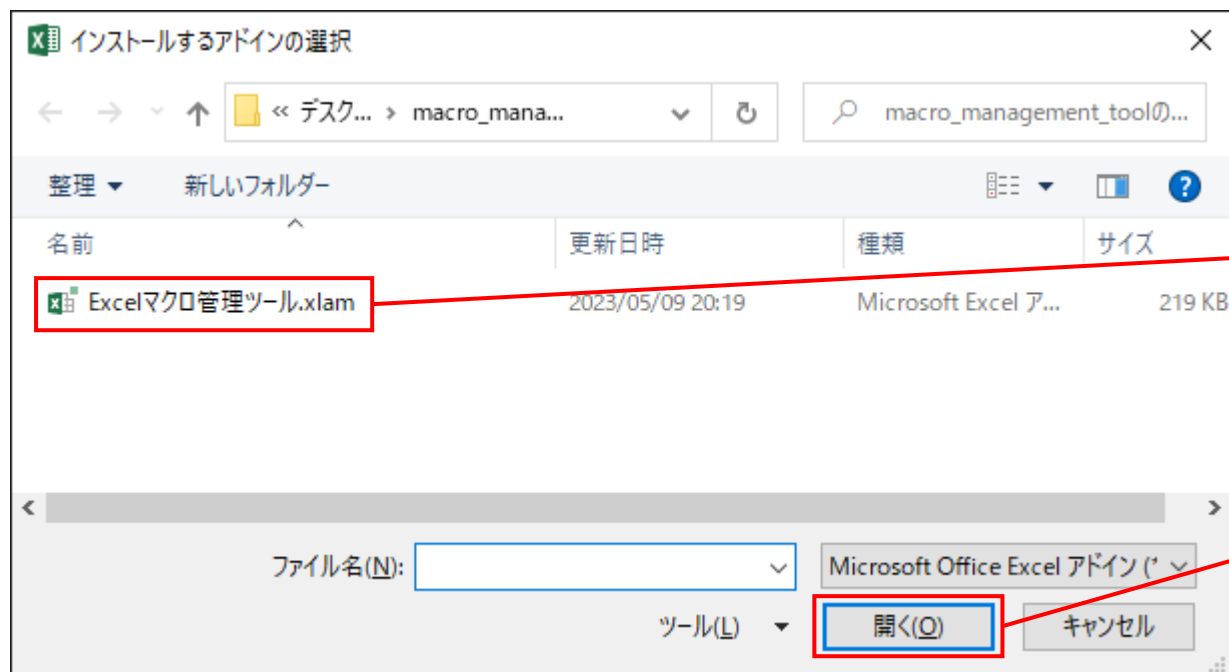 インストールするアドインの選択
« デスク... › macro_mana...
macro_management_toolの...
整理 新しいフォルダー
名前 更新日時 種類 サイズ
Excelマクロ管理ツール.xlam 2023/05/09 20:19 Microsoft Excel ア... 219 KB
ファイル名(N): Microsoft Office Excel アドイン (*
ツール(L) 開く(O) キャンセル